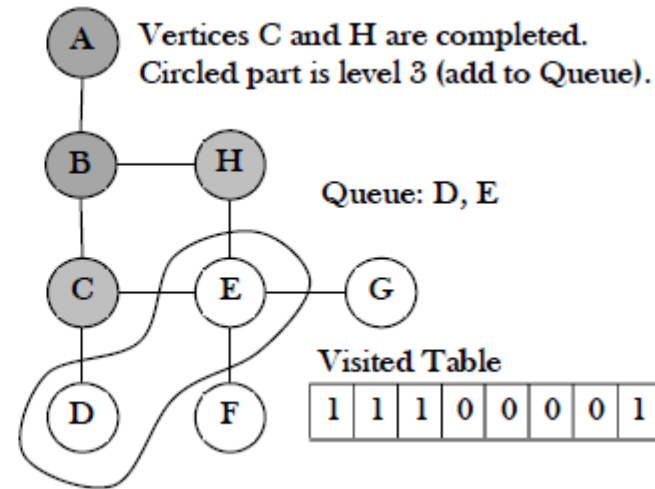 A
Vertices C and H are completed.
Circled part is level 3 (add to Queue).
B
H
Queue: D, E
C
E
G
Visited Table
D
F
1 1 1 0 0 0 0 1